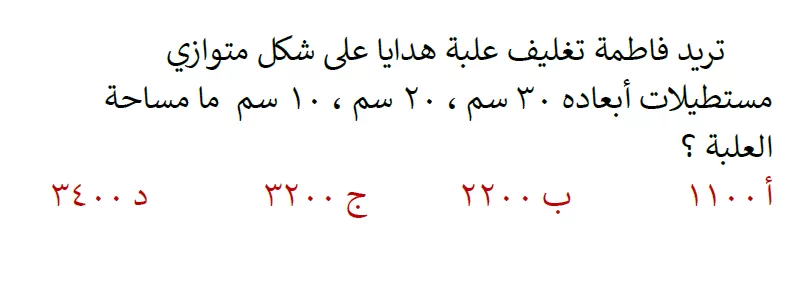 تريد فاطمة تغليف علبة هدايا على شكل متوازي
مستطيلات أبعاده ٣٠ سم ، ٢٠ سم ، ١٠ سم ما مساحة
العلبة ؟
أ ١١٠٠ ب ٢٢٠٠ ج ٣٢٠٠ د ٣٤٠٠